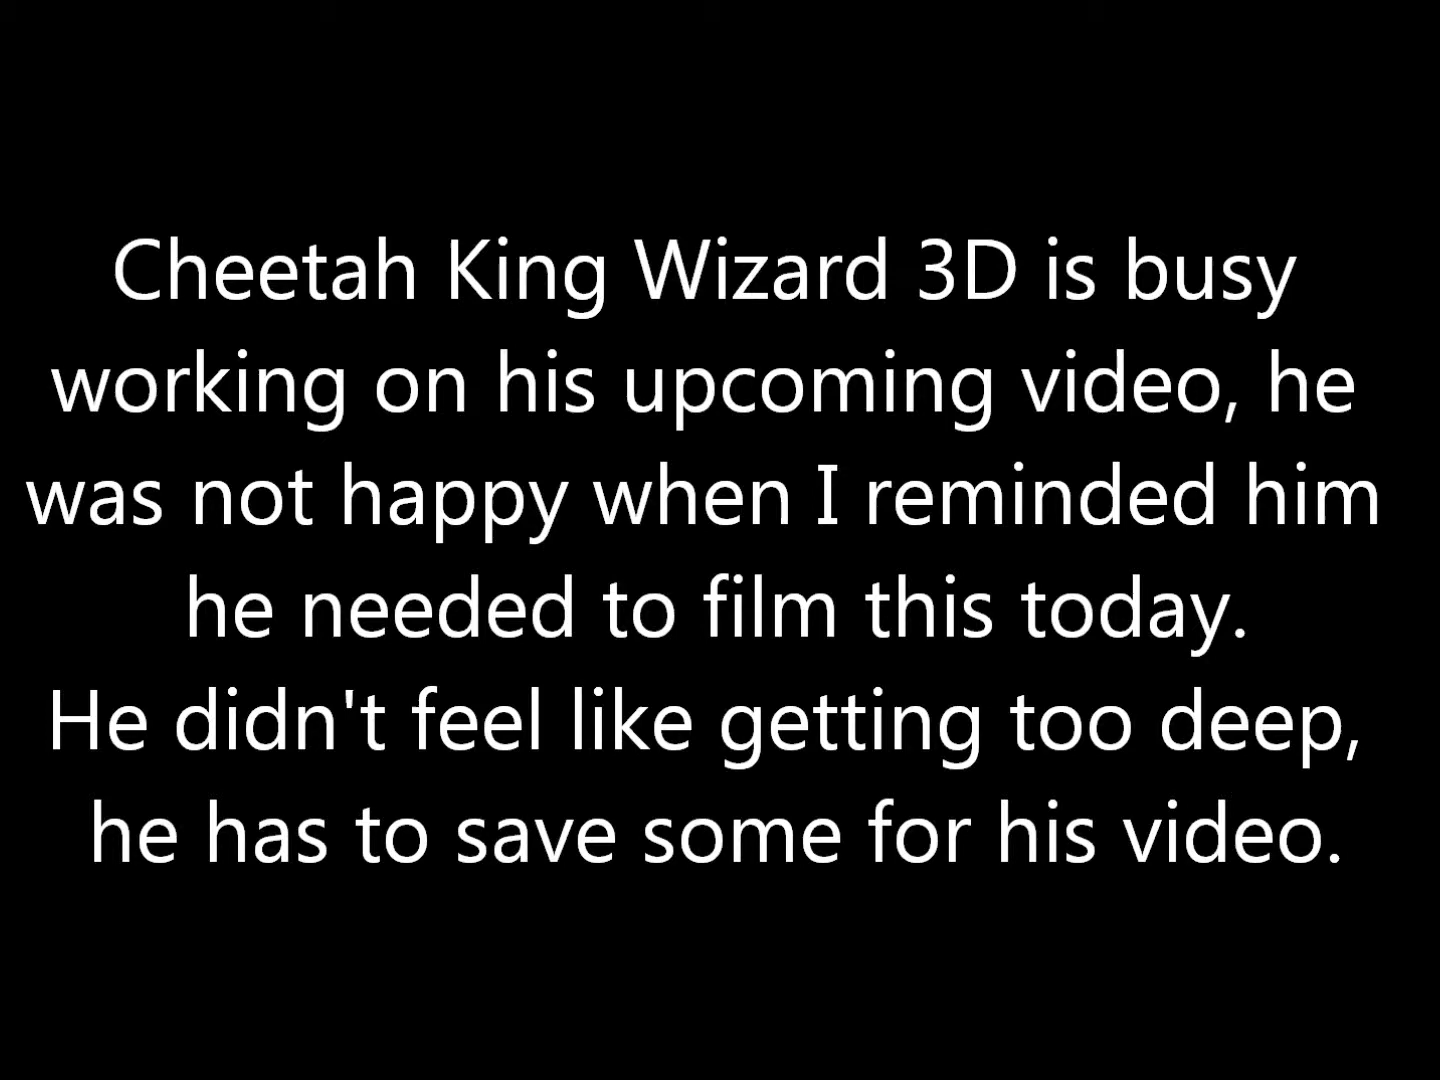 Cheetah King Wizard 3D is busy
working on his upcoming video, he
was not happy when I reminded him
he needed to film this today.
He didn't feel like getting too deep,
he has to save some for his video.